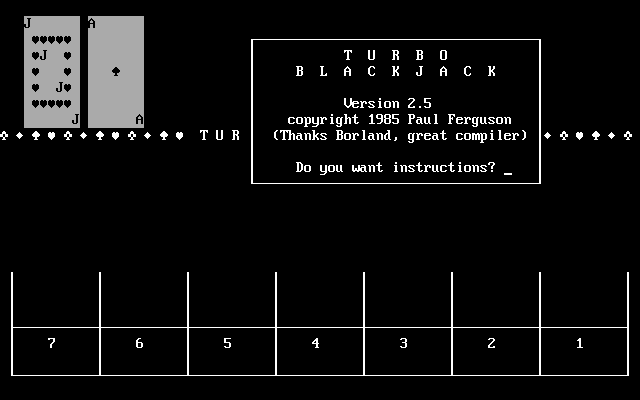 J A
♥♥♥♥♥
♥J ♥
♥ ♥ ♠
♥ J♥
♥♥♥♥♥
J A
T U R B O
B L A C K J A C K
Version 2.5
copyright 1985 Paul Ferguson
(Thanks Borland, great compiler)
Do you want instructions? _
T U R
7 6 5 4 3 2 1